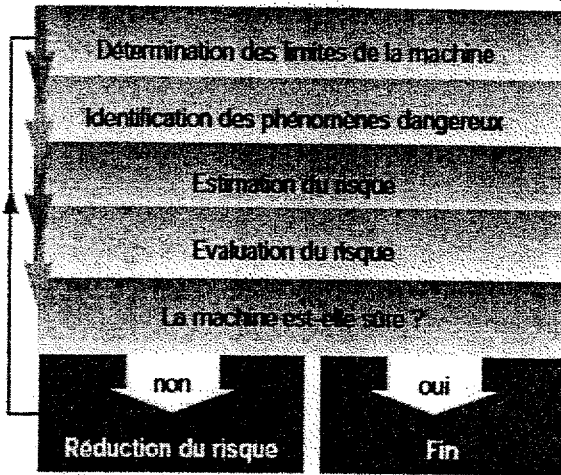 Détermination des limites de la machine
Identification des phénomènes dangereux
Estimation du risque
Evaluation du risque
La machine est-elle sûre ?
non
oui
Réduction du risque
Fin